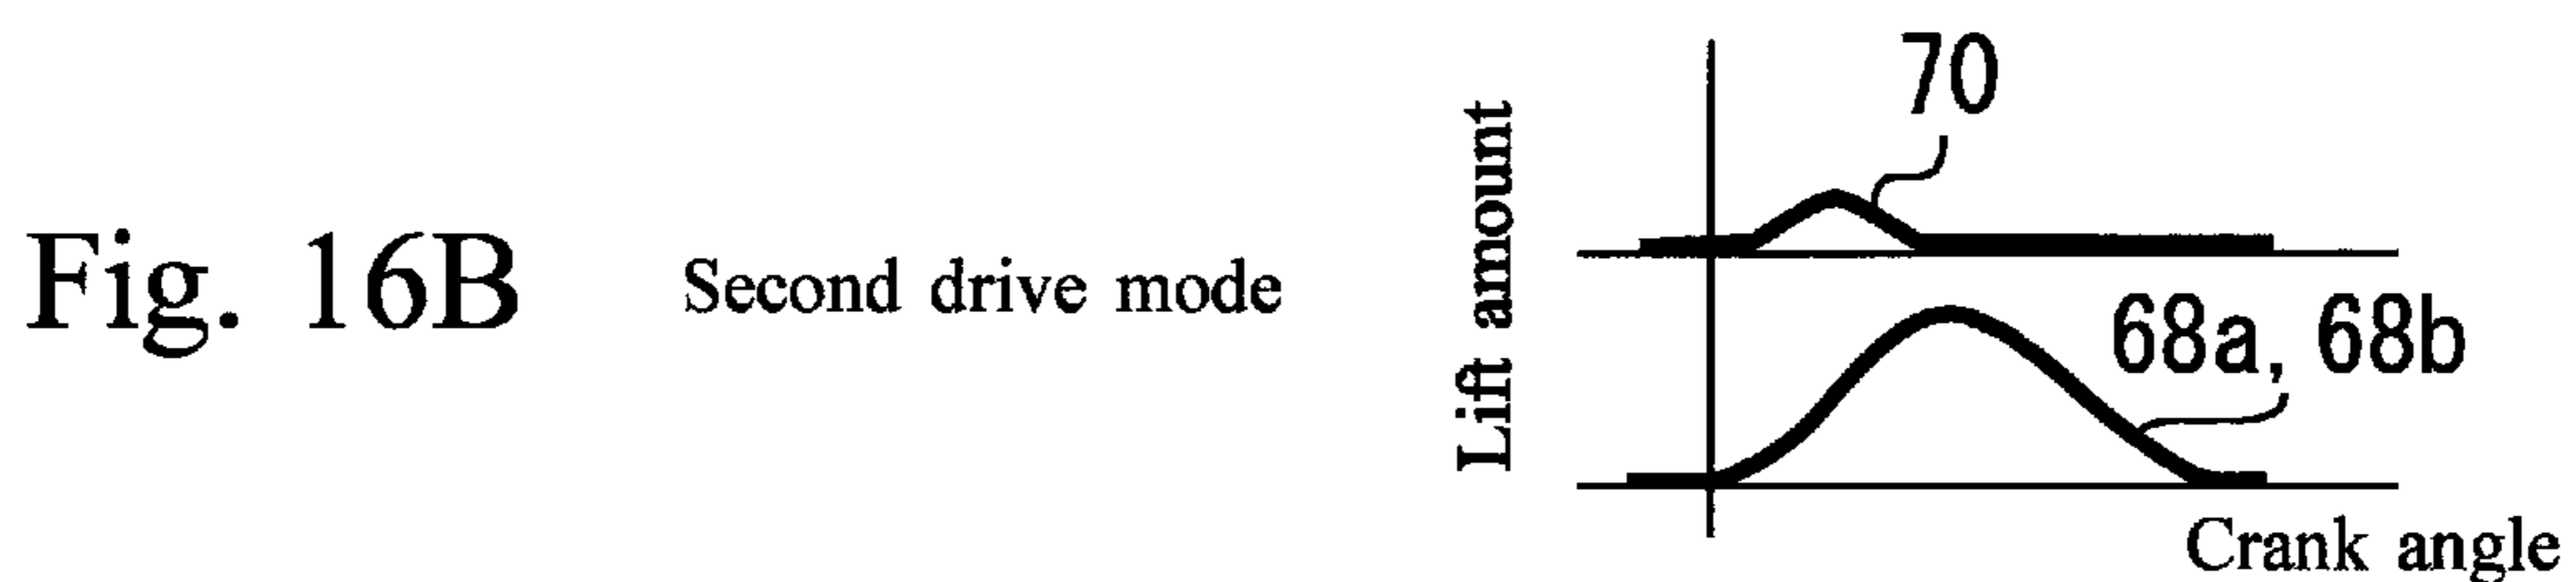 Fig. 16B
Second drive mode
Lift amount
70
68a, 68b
Crank angle